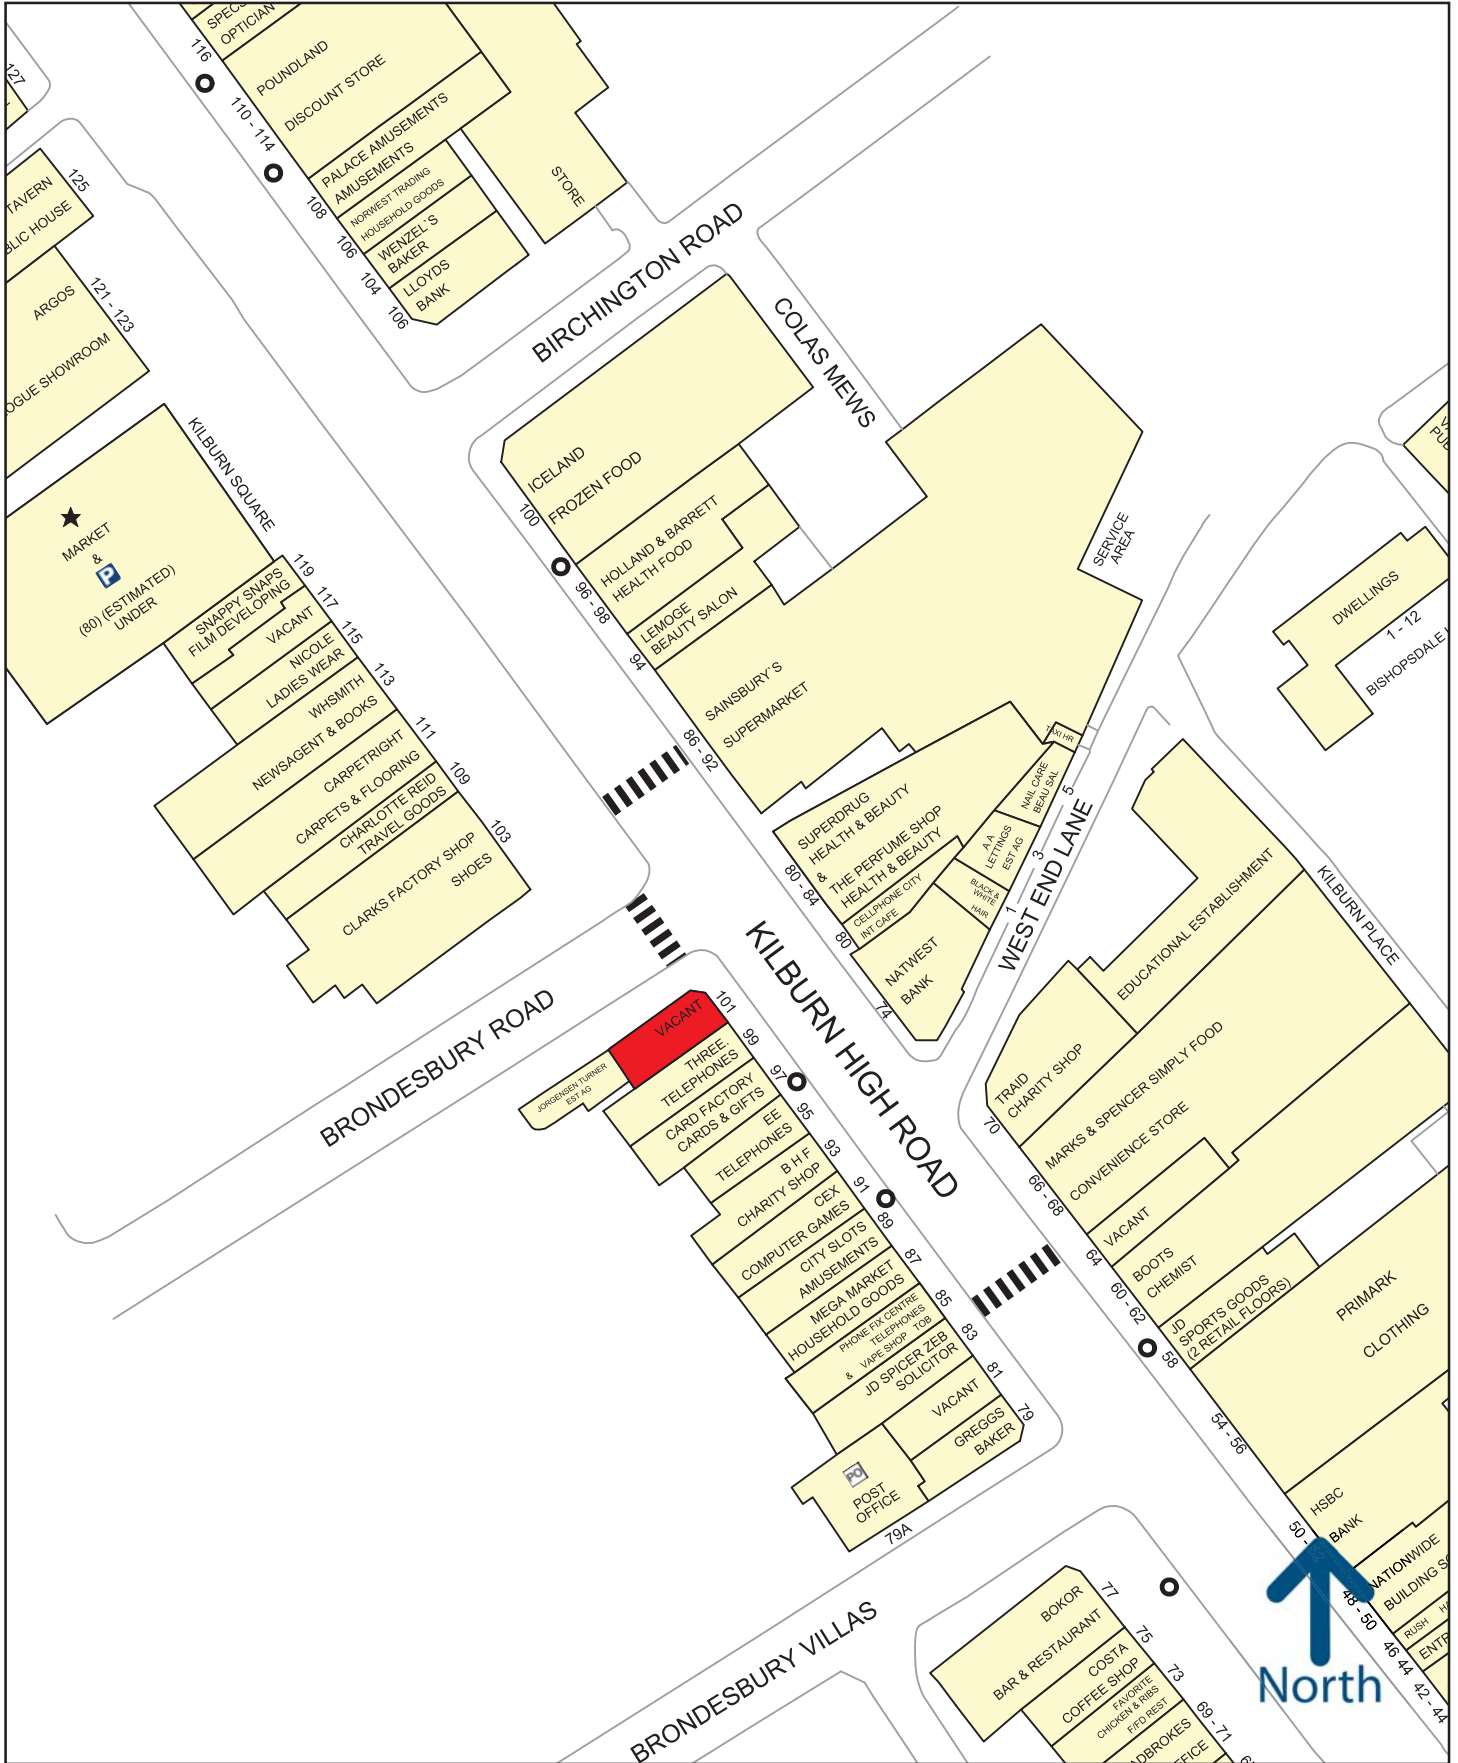 OPTICIAN
116
POUNDLAND
DISCOUNT STORE
110 - 114
PALACE AMUSEMENTS
AMUSEMENTS
108
NORWEST TRADING
HOUSEHOLD GOODS
106
WENZEL'S
BAKER
104
LLOYDS
BANK
106
STORE
127
125
TAVERN
121 - 123
ARGOS
OGUE SHOWROOM
BIRCHINGTON ROAD
COLAS MEWS
KILBURN SQUARE
MARKET
&
P
(80) (ESTIMATED)
UNDER
119
SNAPPY SNAPS
FILM DEVELOPING
117
VACANT
115
NICOLE
LADIES WEAR
113
WHSMITH
NEWSAGENT & BOOKS
111
CARPETRIGHT
CARPETS & FLOORING
109
CHARLOTTE REID
TRAVEL GOODS
103
CLARKS FACTORY SHOP
SHOES
ICELAND
FROZEN FOOD
100
HOLLAND & BARRETT
HEALTH FOOD
96 - 98
LEMOGE
BEAUTY SALON
94
SAINSBURY'S
SUPERMARKET
86 - 92
SERVICE
AREA
SUPERDRUG
HEALTH & BEAUTY
&
THE PERFUME SHOP
HEALTH & BEAUTY
80 - 84
CELLPHONE CITY
INT CAFE
80
NATWEST
BANK
74
TAXI HR
NAIL CARE
BEAU SAL
5
A A
LETTINGS
EST AG
3
BLACK &
WHITE
HAIR
1
WEST END LANE
DWELLINGS
1 - 12
BISHOPSDALE
KILBURN PLACE
EDUCATIONAL ESTABLISHMENT
KILBURN HIGH ROAD
BRONDESBURY ROAD
101
VACANT
JORGENSEN TURNER
EST AG
99
THREE.
TELEPHONES
97
CARD FACTORY
CARDS & GIFTS
95
EE
TELEPHONES
93
B H F
CHARITY SHOP
91
CEX
COMPUTER GAMES
89
CITY SLOTS
AMUSEMENTS
87
MEGA MARKET
HOUSEHOLD GOODS
85
PHONE FIX CENTRE
TELEPHONES
& VAPE SHOP TOB
83
JD SPICER ZEB
SOLICITOR
81
VACANT
79
GREGGS
BAKER
PO
POST
OFFICE
79A
TRAID
CHARITY SHOP
70
MARKS & SPENCER SIMPLY FOOD
CONVENIENCE STORE
66 - 68
VACANT
64
BOOTS
CHEMIST
60 - 62
JD
SPORTS GOODS
(2 RETAIL FLOORS)
58
PRIMARK
CLOTHING
54 - 56
HSBC
BANK
NATIONWIDE
48 - 50
RUSH
46 44
42 - 44
BRONDESBURY VILLAS
77
BOKOR
BAR & RESTAURANT
75
COSTA
COFFEE SHOP
73
FAVORITE
CHICKEN & RIBS
F/FD REST
69 - 71
North